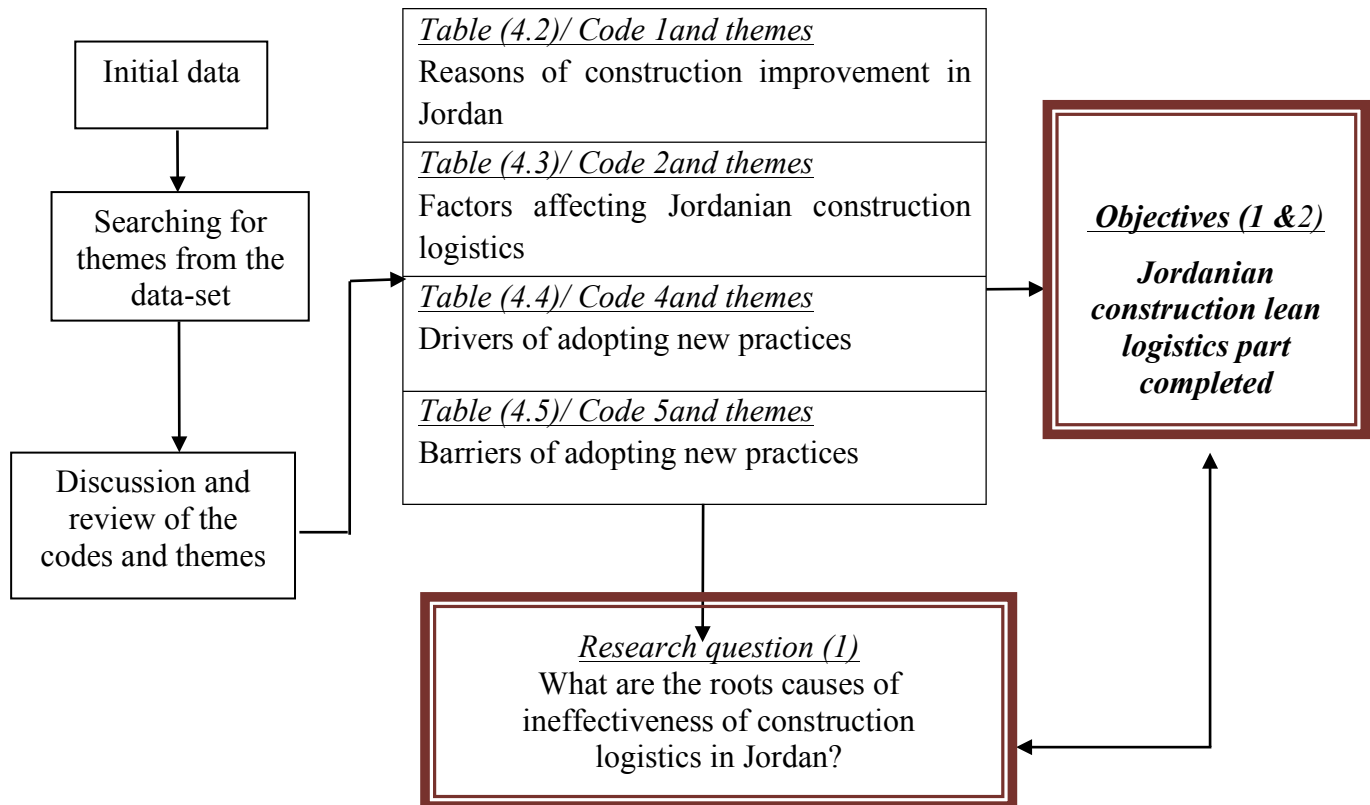 Initial data
Searching for
themes from the
data-set
Discussion and
review of the
codes and themes
Table (4.2)/ Code 1and themes
Reasons of construction improvement in
Jordan
Table (4.3)/ Code 2and themes
Factors affecting Jordanian construction
logistics
Table (4.4)/ Code 4and themes
Drivers of adopting new practices
Table (4.5)/ Code 5and themes
Barriers of adopting new practices
Objectives (1 &2)
Jordanian
construction lean
logistics part
completed
Research question (1)
What are the roots causes of
ineffectiveness of construction
logistics in Jordan?